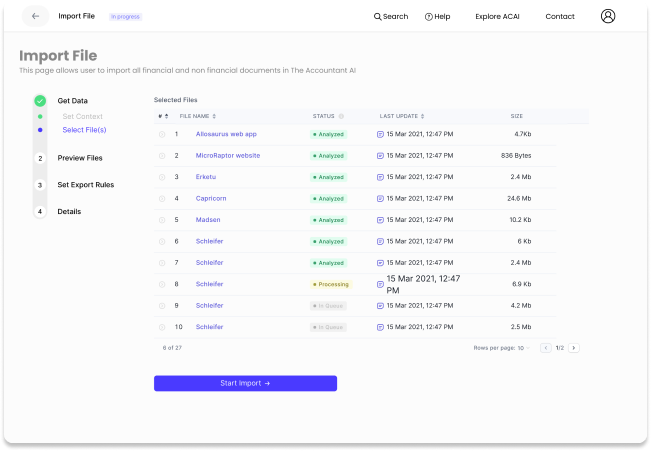 Import File In progress Search Help Explore ACAI Contact
Import File
This page allows user to import all financial and non financial documents in The Accountant AI
Get Data
Set Context
Select File(s)
2 Preview Files
3 Set Export Rules
4 Details
Selected Files
# FILE NAME STATUS LAST UPDATE SIZE
1 Allosaurus web app Analyzed 15 Mar 2021, 12:47 PM 4.7Kb
2 MicroRaptor website Analyzed 15 Mar 2021, 12:47 PM 836 Bytes
3 Erketu Analyzed 15 Mar 2021, 12:47 PM 2.4 Mb
4 Capricorn Analyzed 15 Mar 2021, 12:47 PM 24.6 Mb
5 Madsen Analyzed 15 Mar 2021, 12:47 PM 10.2 Kb
6 Schleifer Analyzed 15 Mar 2021, 12:47 PM 6 Kb
7 Schleifer Analyzed 15 Mar 2021, 12:47 PM 2.4 Mb
8 Schleifer Processing 15 Mar 2021, 12:47 PM 6.9 Kb
9 Schleifer In Queue 15 Mar 2021, 12:47 PM 4.2 Mb
10 Schleifer In Queue 15 Mar 2021, 12:47 PM 2.5 Mb
6 of 27 Rows per page: 10 1/2
Start Import →